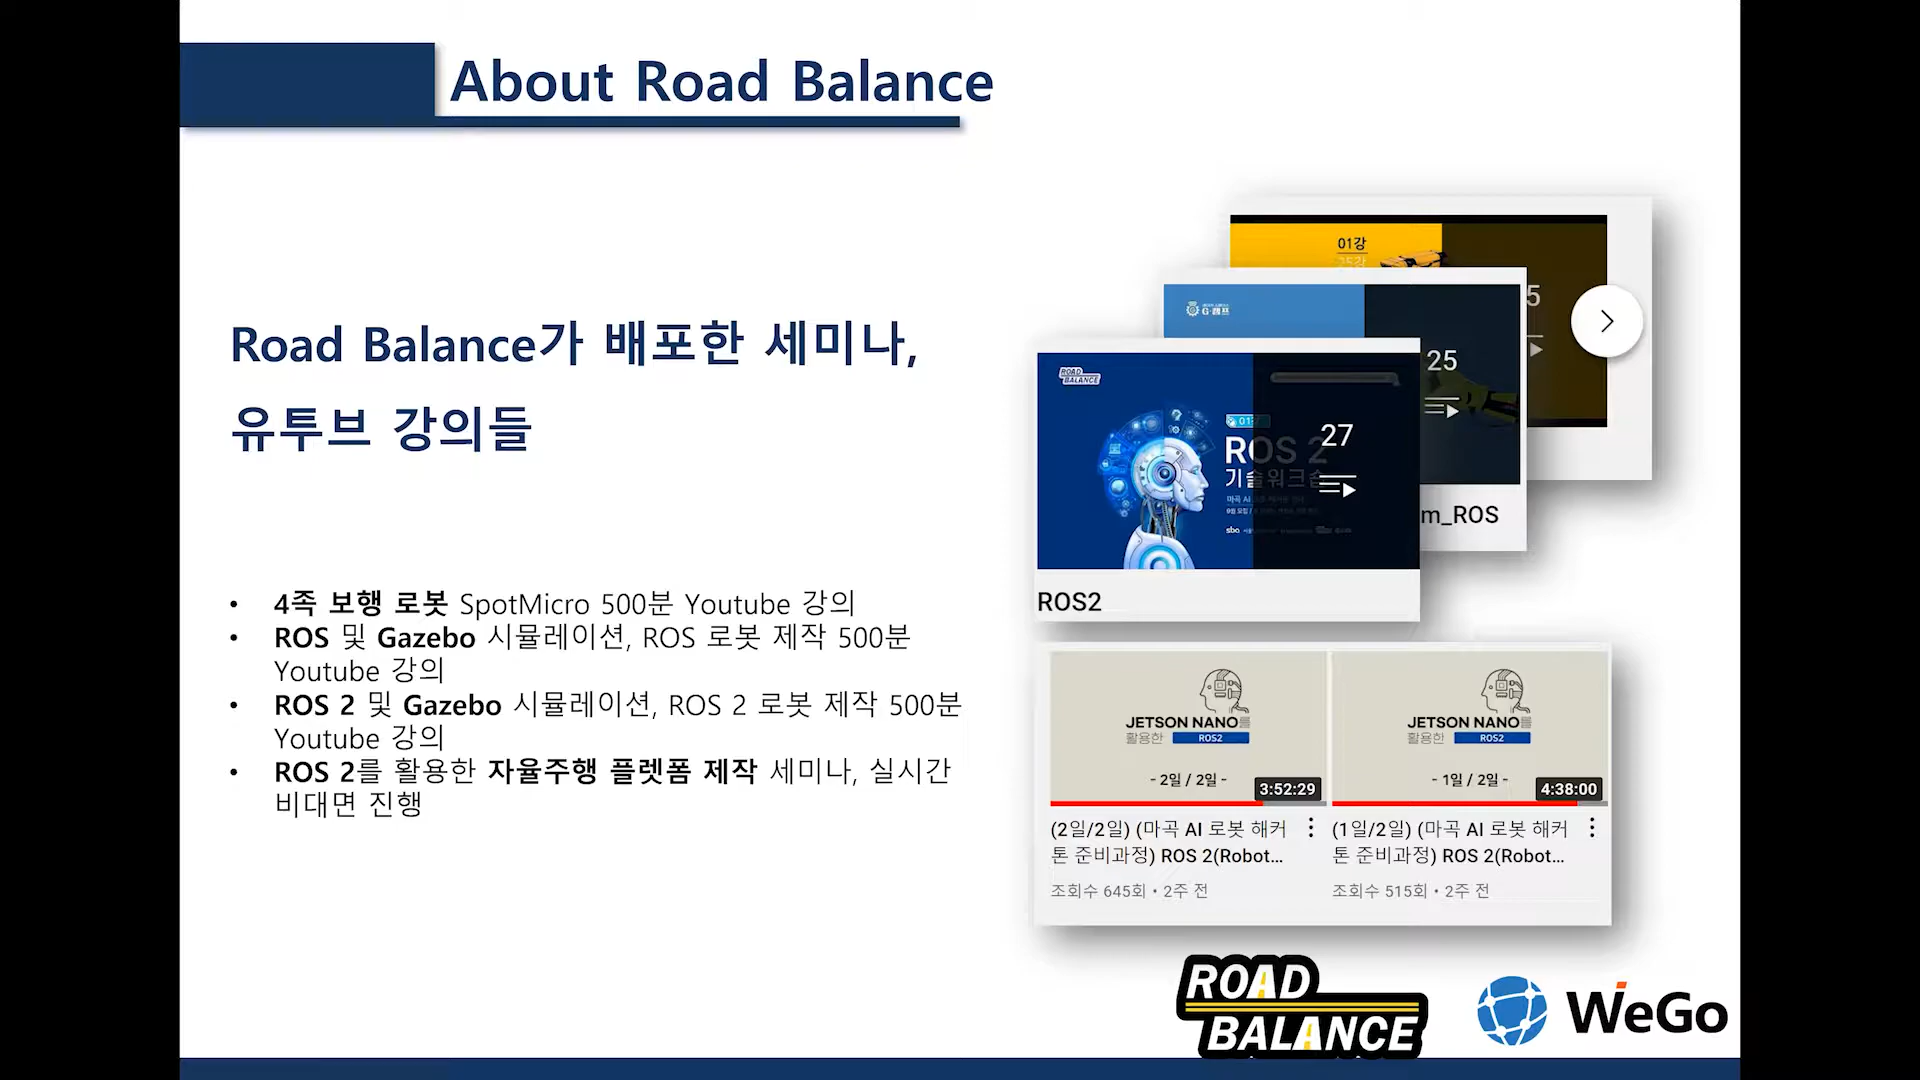 About Road Balance
Road Balance가 배포한 세미나,
유투브 강의들
• 4족 보행 로봇 SpotMicro 500분 Youtube 강의
• ROS 및 Gazebo 시뮬레이션, ROS 로봇 제작 500분
Youtube 강의
• ROS 2 및 Gazebo 시뮬레이션, ROS 2 로봇 제작 500분
Youtube 강의
• ROS 2를 활용한 자율주행 플렛폼 제작 세미나, 실시간
비대면 진행
01강
25강
5
G·캠프
25
m_ROS
ROAD
BALANCE
01강
ROS 2
27
기술워크숍
마곡 AI
sba
ROS2
JETSON NANO를
활용한 ROS2
- 2일 / 2일 -
3:52:29
(2일/2일) (마곡 AI 로봇 해커
톤 준비과정) ROS 2(Robot...
조회수 645회 • 2주 전
JETSON NANO를
활용한 ROS2
- 1일 / 2일 -
4:38:00
(1일/2일) (마곡 AI 로봇 해커
톤 준비과정) ROS 2(Robot...
조회수 515회 • 2주 전
ROAD
BALANCE
WeGo